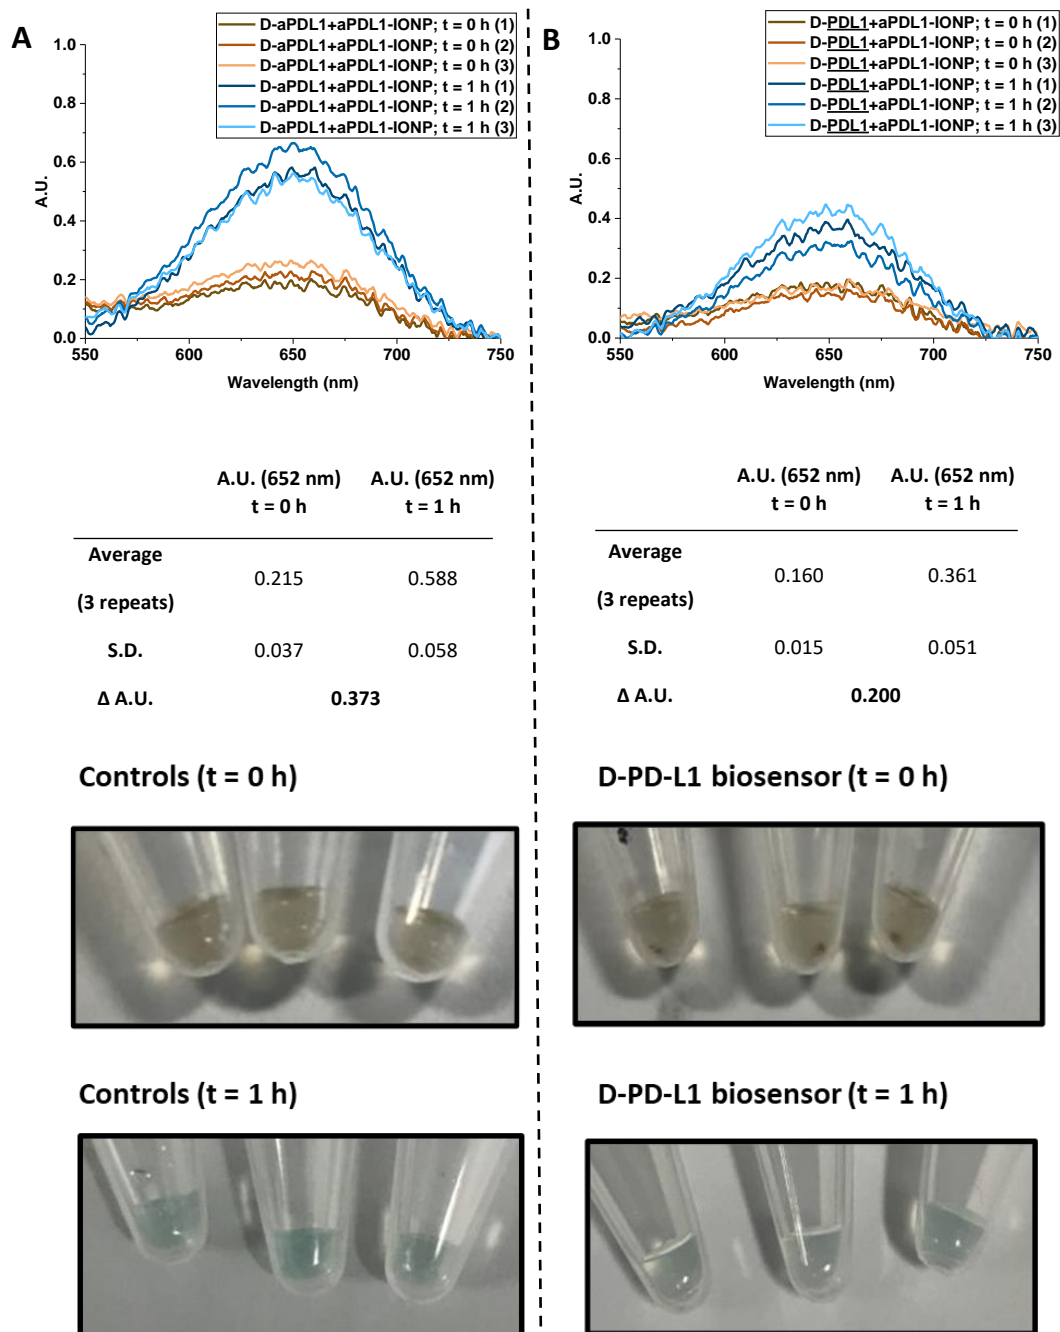 A
D-aPDL1+aPDL1-IONP; t = 0 h (1)
D-aPDL1+aPDL1-IONP; t = 0 h (2)
D-aPDL1+aPDL1-IONP; t = 0 h (3)
D-aPDL1+aPDL1-IONP; t = 1 h (1)
D-aPDL1+aPDL1-IONP; t = 1 h (2)
D-aPDL1+aPDL1-IONP; t = 1 h (3)
1.0
0.8
0.6
0.4
0.2
0.0
A.U.
550 600 650 700 750
Wavelength (nm)
A.U. (652 nm) A.U. (652 nm)
t = 0 h t = 1 h
Average
(3 repeats)
0.215 0.588
S.D. 0.037 0.058
Δ A.U. 0.373
Controls (t = 0 h)
Controls (t = 1 h)
B
D-PDL1+aPDL1-IONP; t = 0 h (1)
D-PDL1+aPDL1-IONP; t = 0 h (2)
D-PDL1+aPDL1-IONP; t = 0 h (3)
D-PDL1+aPDL1-IONP; t = 1 h (1)
D-PDL1+aPDL1-IONP; t = 1 h (2)
D-PDL1+aPDL1-IONP; t = 1 h (3)
1.0
0.8
0.6
0.4
0.2
0.0
A.U.
550 600 650 700 750
Wavelength (nm)
A.U. (652 nm) A.U. (652 nm)
t = 0 h t = 1 h
Average
(3 repeats)
0.160 0.361
S.D. 0.015 0.051
Δ A.U. 0.200
D-PD-L1 biosensor (t = 0 h)
D-PD-L1 biosensor (t = 1 h)